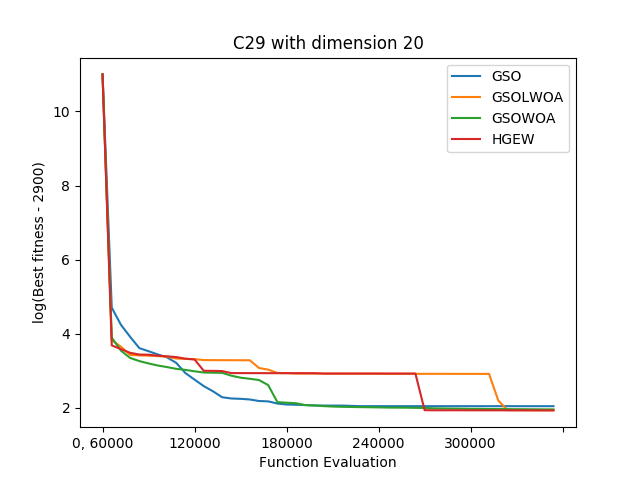 C29 with dimension 20
GSO
GSOLWOA
GSOWOA
HGEW
log(Best fitness - 2900)
10
8
6
4
2
0, 60000 120000 180000 240000 300000
Function Evaluation